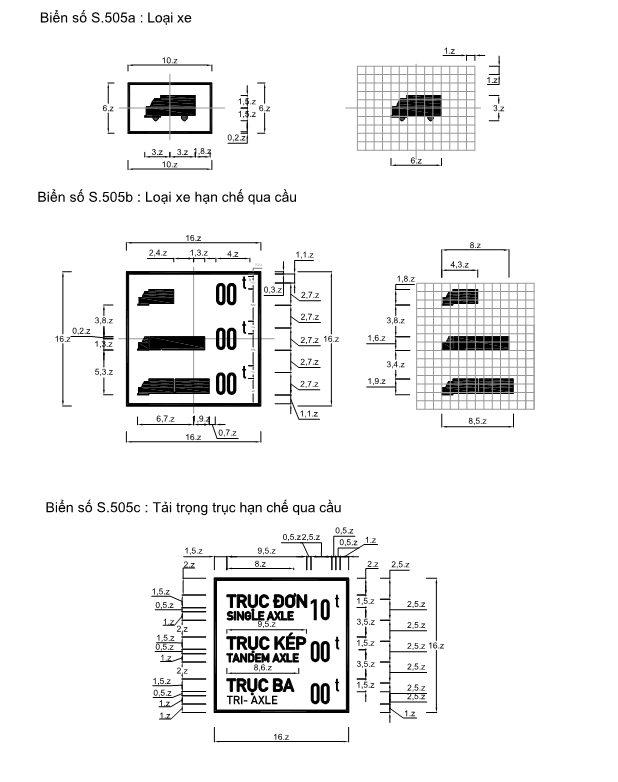 Biển số S.505a : Loại xe
1.z
10.z
1.z
6.z
1,5.z
1,5.z
6.z
3.z
0,2.z
3.z
3.z
1,8.z
10.z
6.z
Biển số S.505b : Loại xe hạn chế qua cầu
16.z
8.z
2,4.z
1,3.z
4.z
1,1.z
4,3.z
1,8.z
0,3.z
2,7.z
00 t
3,8.z
2,7.z
3,8.z
0,2.z
16.z
1,3.z
00 t
2,7.z
16.z
1,6.z
5,3.z
2,7.z
3,4.z
00 t
2,7.z
1,9.z
6,7.z
1,9.z
0,7.z
1,1.z
8,5.z
16.z
Biển số S.505c : Tải trọng trục hạn chế qua cầu
0,5.z
0,5.z
2,5.z
0,5.z
1.z
1,5.z
9,5.z
2.z
8.z
2.z
2,5.z
1,5.z
TRỤC ĐƠN
10 t
1,5.z
0,5.z
SINGLE AXLE
2,5.z
1.z
9,5.z
3,5.z
2.z
2,5.z
1,5.z
TRỤC KÉP
00 t
1,5.z
16.z
0,5.z
TANDEM AXLE
2,5.z
1.z
8,6.z
3,5.z
2.z
2,5.z
1,5.z
TRỤC BA
00 t
1,5.z
2,5.z
0,5.z
TRI- AXLE
2,5.z
1.z
1.z
1.z
16.z